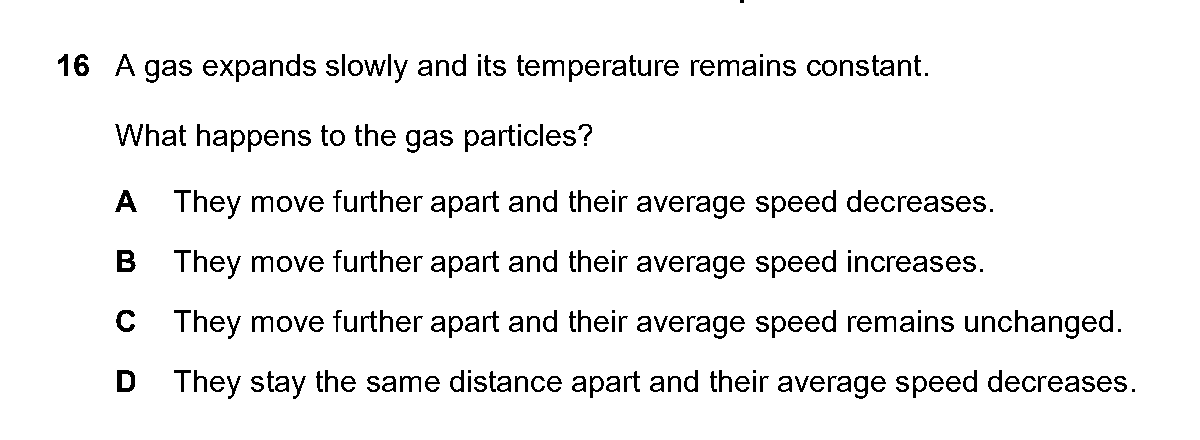 16 A gas expands slowly and its temperature remains constant.
What happens to the gas particles?
A They move further apart and their average speed decreases.
B They move further apart and their average speed increases.
C They move further apart and their average speed remains unchanged.
D They stay the same distance apart and their average speed decreases.